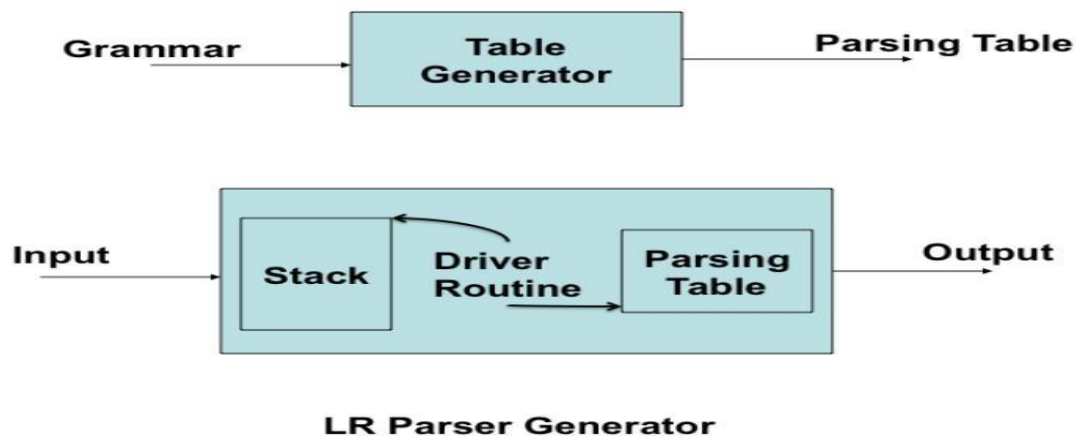 Grammar
Table
Generator
Parsing Table
Input
Stack
Driver
Routine
Parsing
Table
Output
LR Parser Generator